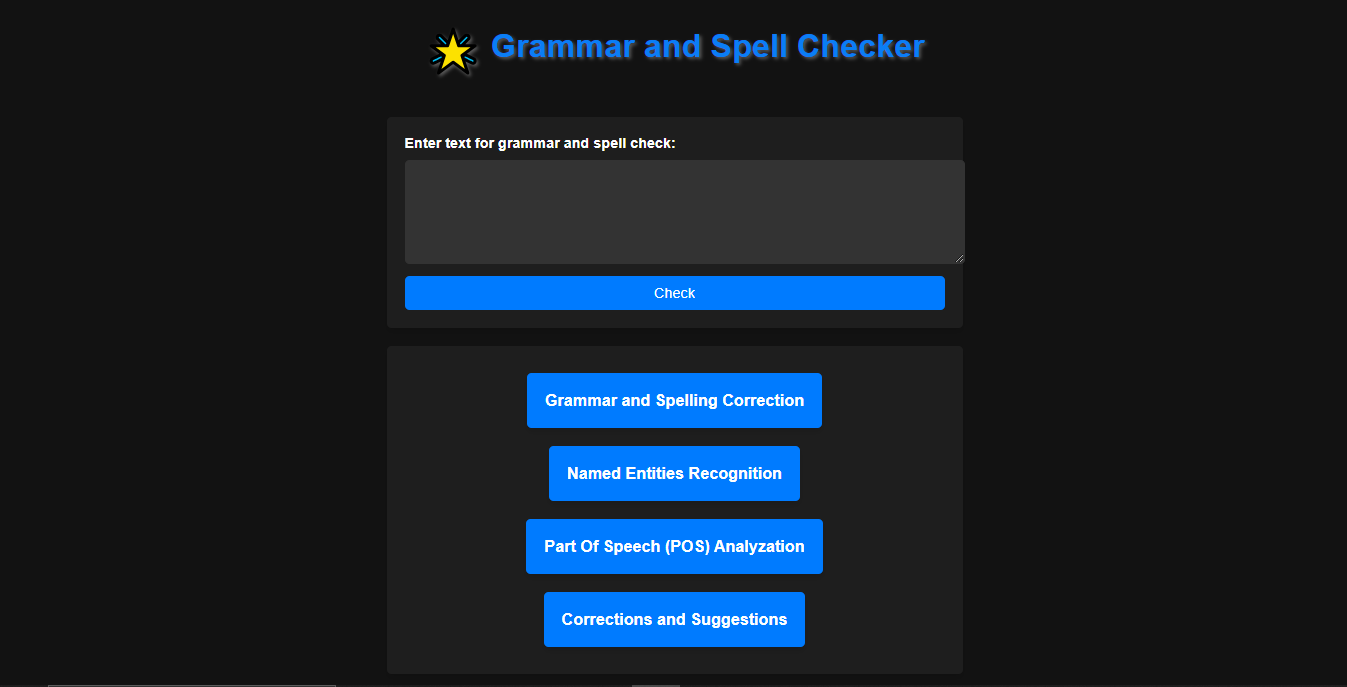 Grammar and Spell Checker
Enter text for grammar and spell check:
Check
Grammar and Spelling Correction
Named Entities Recognition
Part Of Speech (POS) Analyzation
Corrections and Suggestions